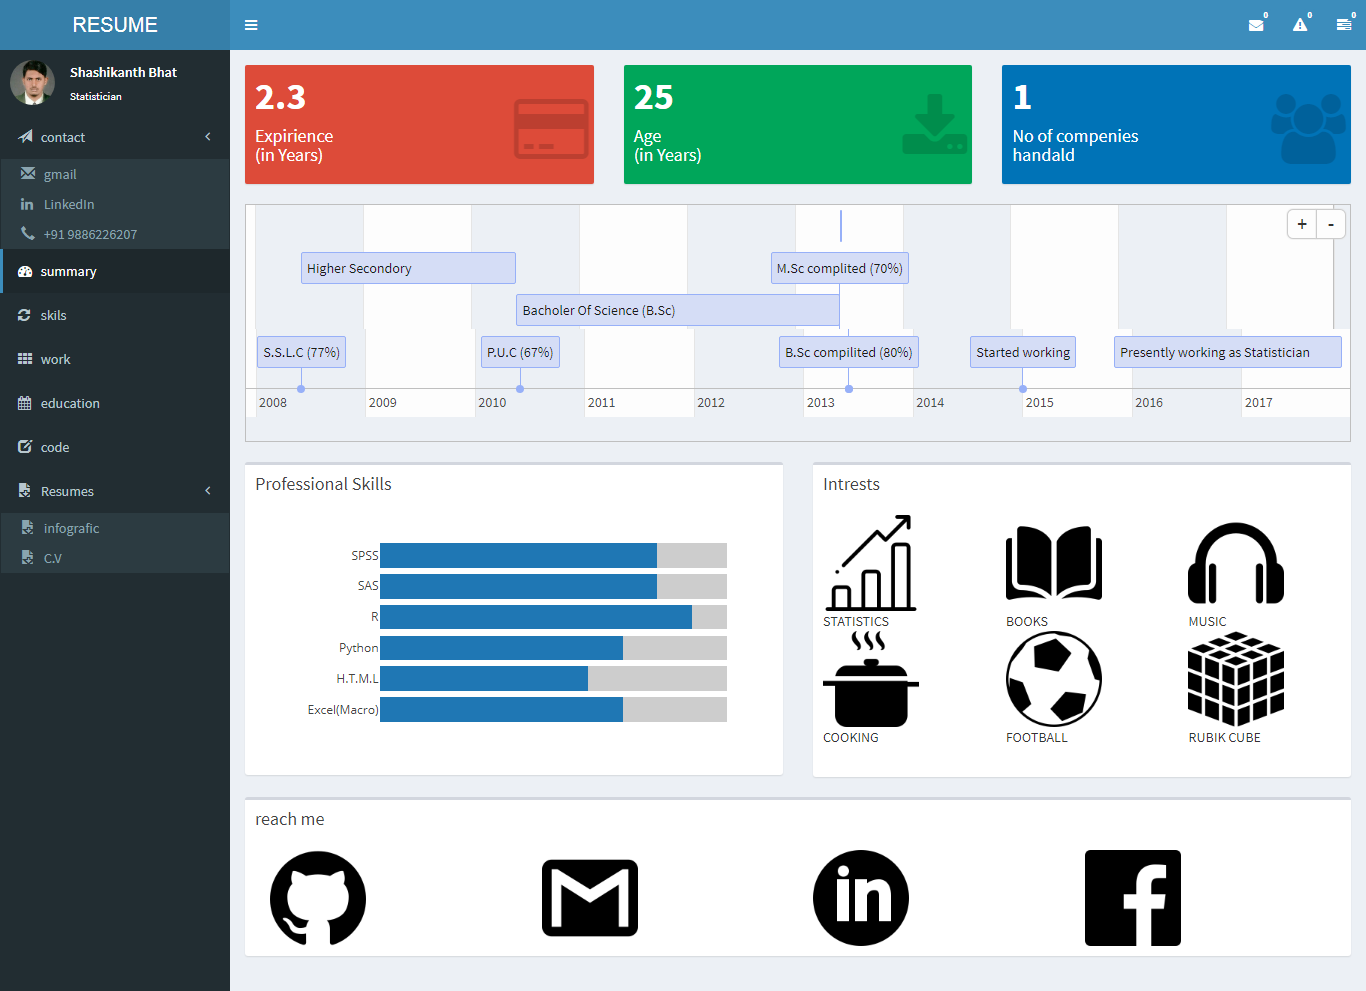 RESUME
0
0
0
Shashikanth Bhat
Statistician
contact
gmail
LinkedIn
+91 9886226207
summary
skils
work
education
code
Resumes
infografic
C.V
2.3
Expirience
(in Years)
25
Age
(in Years)
1
No of compenies
handald
+ -
Higher Secondory
M.Sc complited (70%)
Bacholer Of Science (B.Sc)
S.S.L.C (77%)
P.U.C (67%)
B.Sc compilited (80%)
Started working
Presently working as Statistician
2008 2009 2010 2011 2012 2013 2014 2015 2016 2017
Professional Skills
SPSS
SAS
R
Python
H.T.M.L
Excel(Macro)
Intrests
STATISTICS BOOKS MUSIC
COOKING FOOTBALL RUBIK CUBE
reach me
in